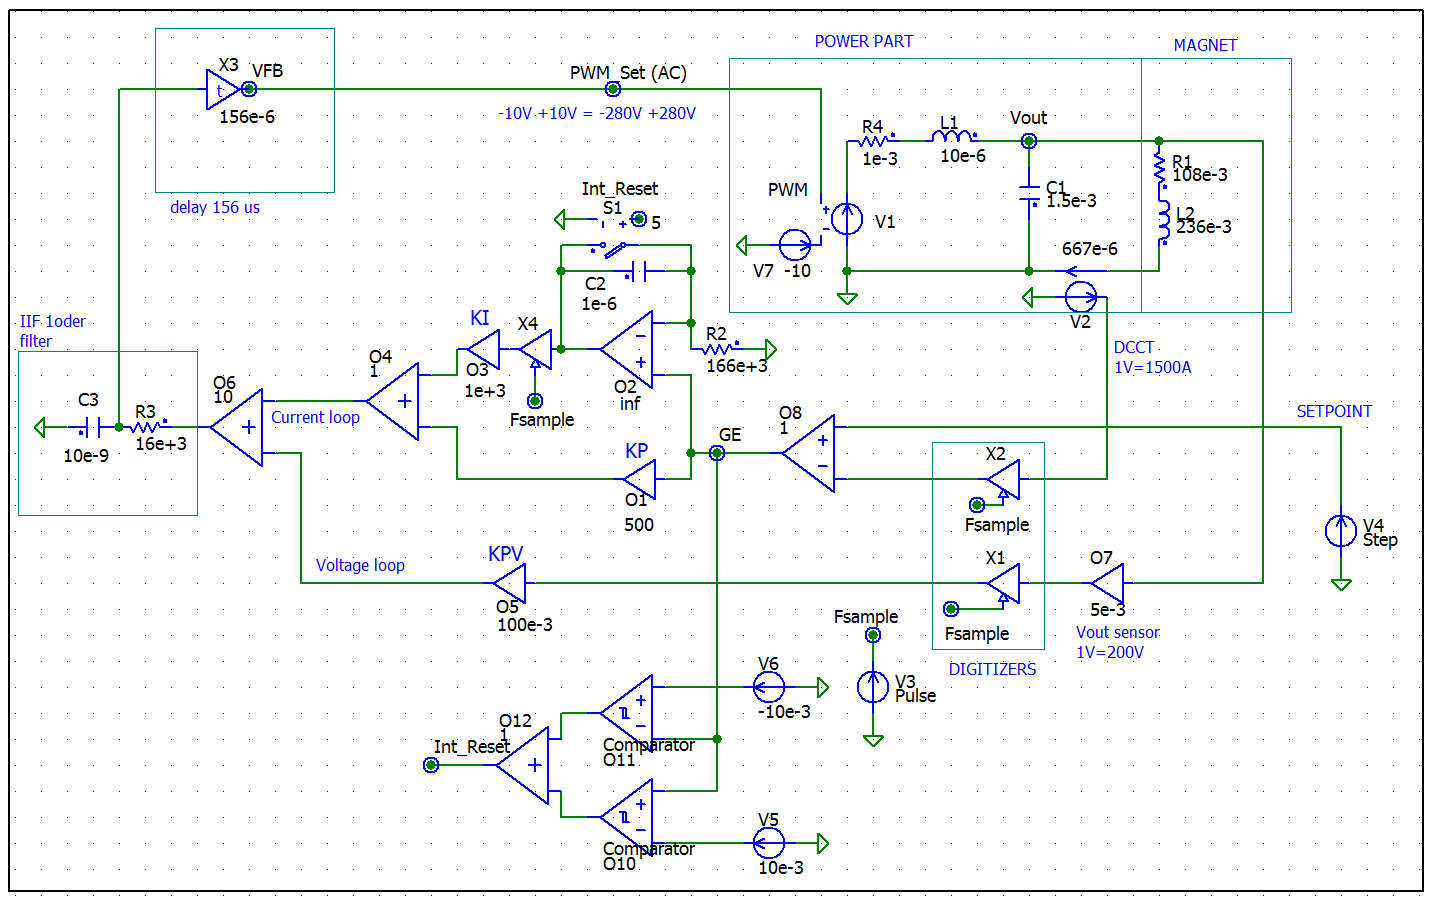 POWER PART
MAGNET
X3
VFB
t
156e-6
delay 156 us
PWM_Set (AC)
-10V +10V = -280V +280V
R4
1e-3
L1
10e-6
Vout
R1
108e-3
C1
1.5e-3
L2
236e-3
PWM
V1
V7 -10
667e-6
V2
Int_Reset
S1
5
C2
1e-6
DCCT
1V=1500A
IIF 1oder
filter
KI
X4
O3
1e+3
Fsample
O2
inf
R2
166e+3
O4
1
O6
10
C3
10e-9
R3
16e+3
Current loop
KP
O1
500
GE
O8
1
SETPOINT
X2
Fsample
V4
Step
Voltage loop
KPV
O5
100e-3
X1
Fsample
O7
5e-3
Vout sensor
1V=200V
DIGITIZERS
Fsample
V3
Pulse
V6
-10e-3
O12
1
Int_Reset
Comparator
O11
Comparator
O10
V5
10e-3